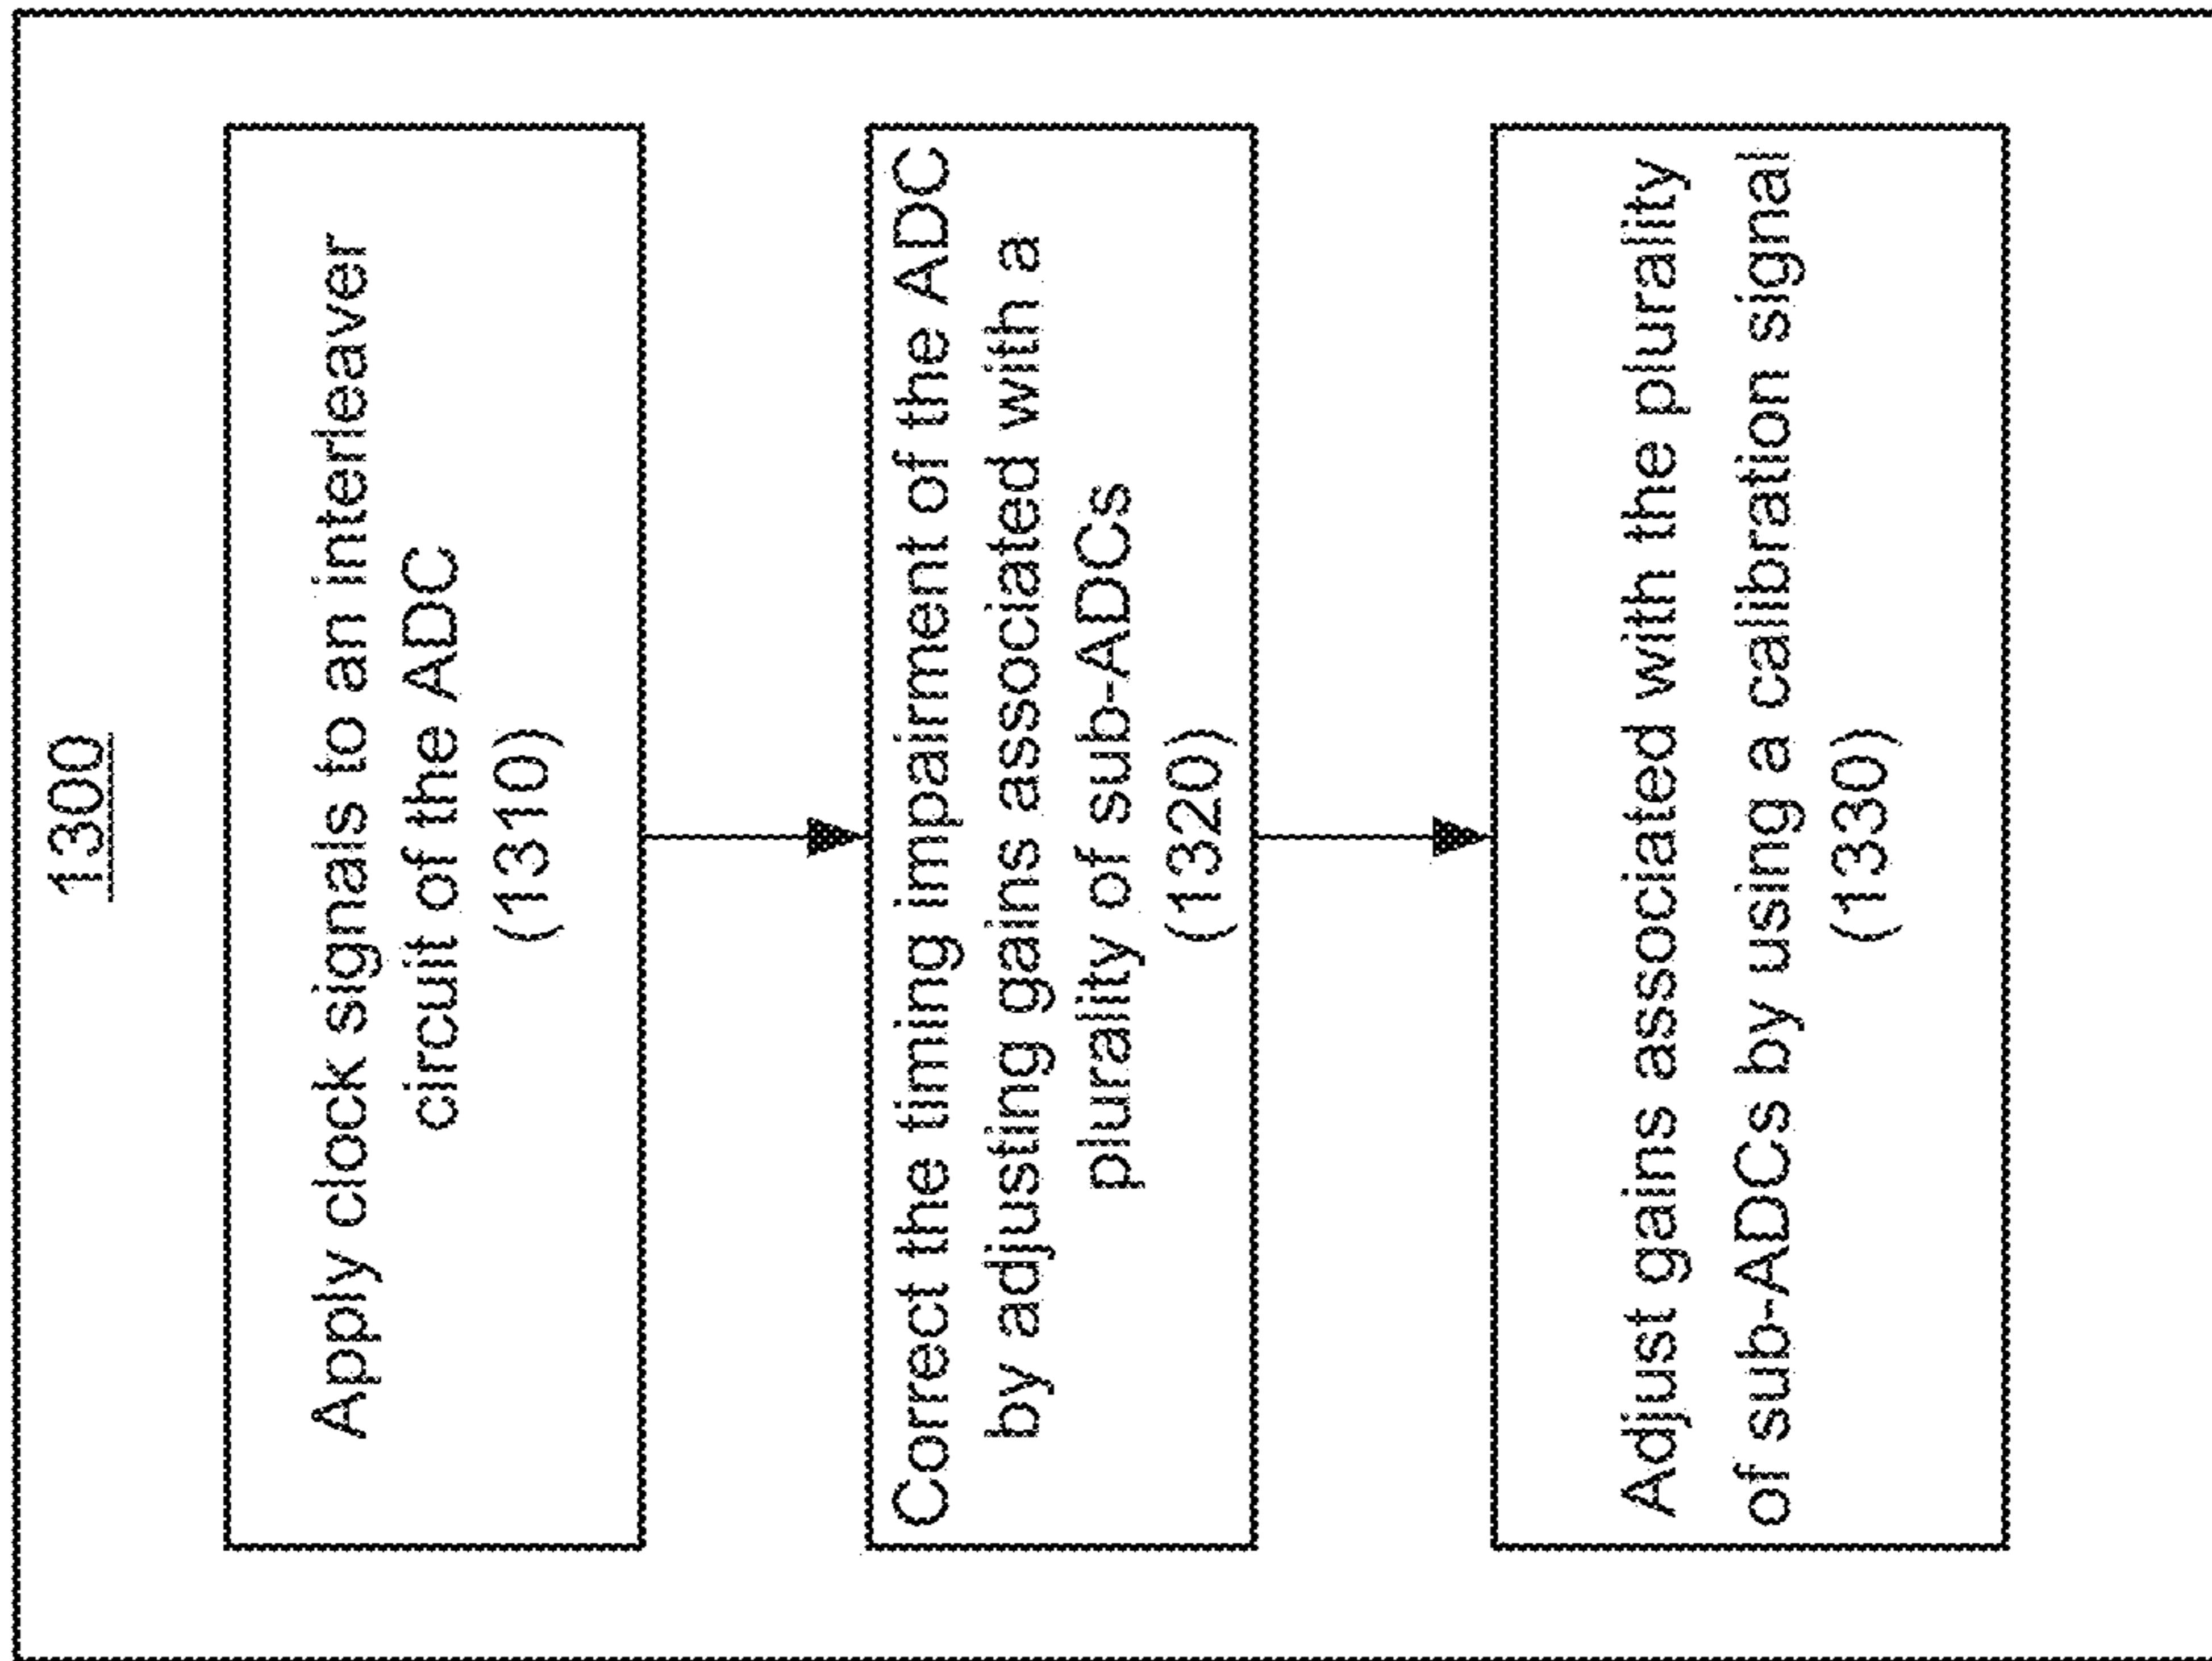 1300
Apply clock signals to an interleaver
circuit of the ADC
(1310)
Correct the timing impairment of the ADC
by adjusting gains associated with a
plurality of sub-ADCs
(1320)
Adjust gains associated with the plurality
of sub-ADCs by using a calibration signal
(1330)